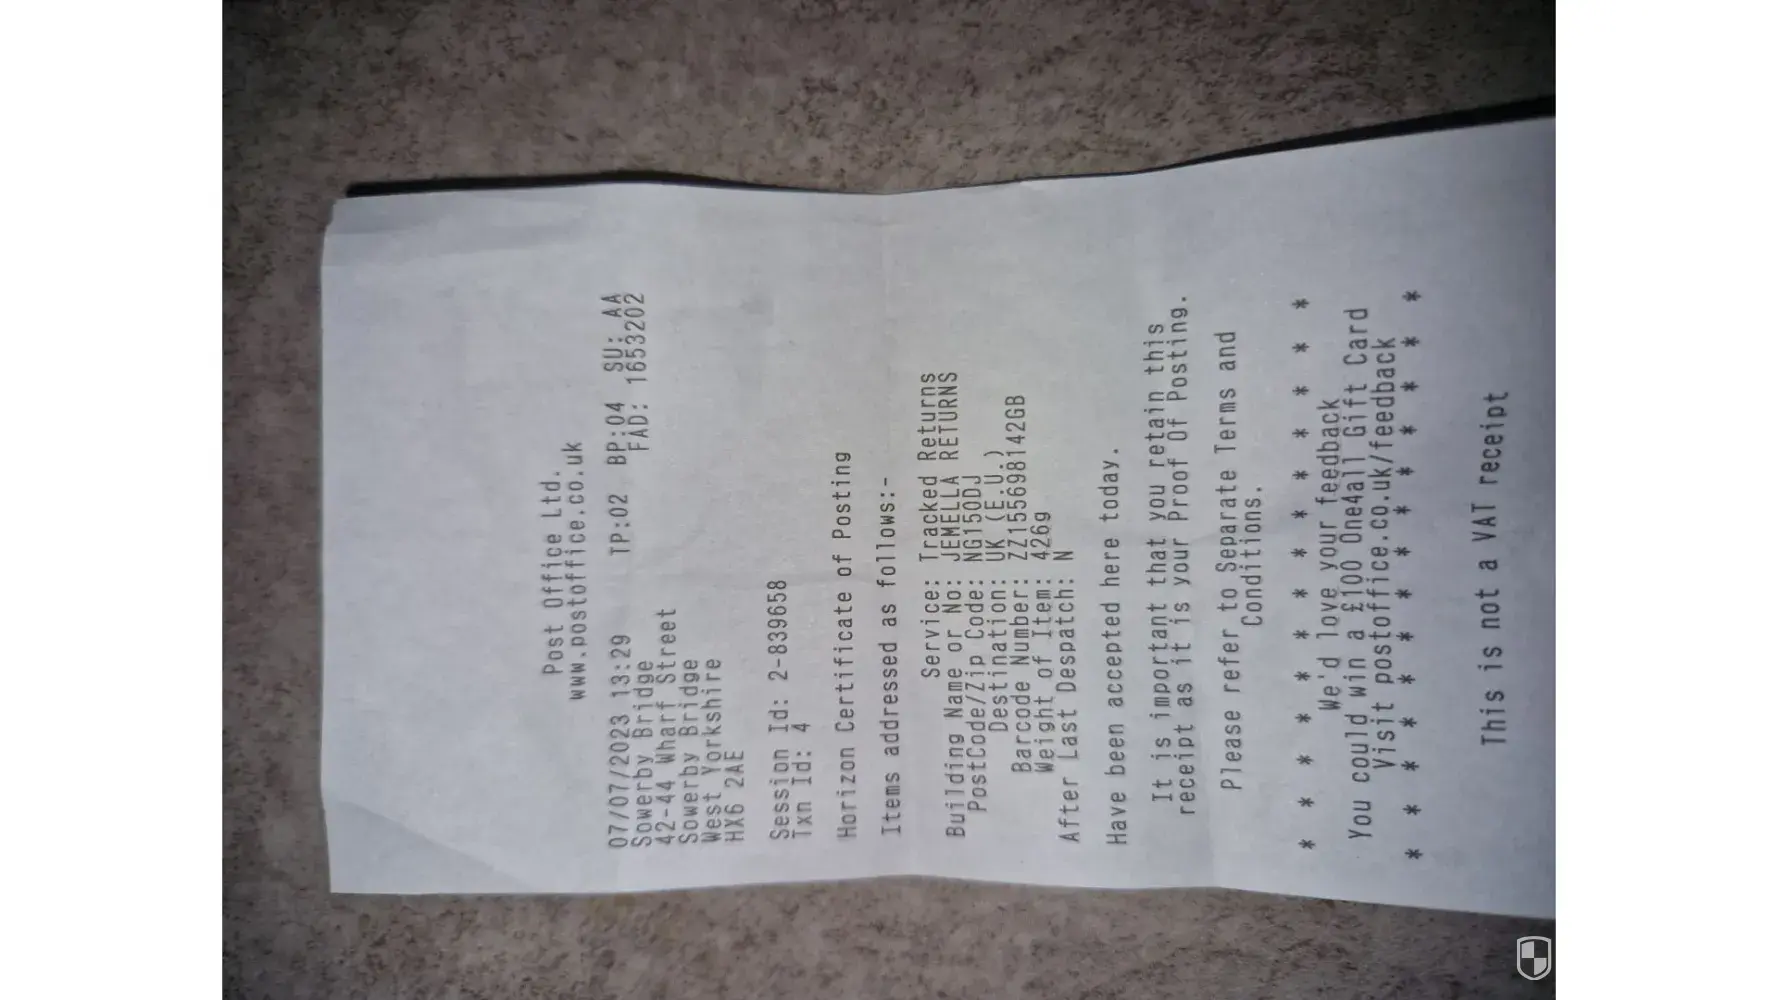 Post Office Ltd.
www.postoffice.co.uk
07/07/2023 13:29 TP:02 BP:04 SU: AA
Sowerby Bridge FAD: 1653202
42-44 Wharf Street
Sowerby Bridge
West Yorkshire
HX6 2AE
Session Id: 2-839658
Txn Id: 4
Horizon Certificate of Posting
Items addressed as follows:-
Service: Tracked Returns
Building Name or No: JEMELLA RETURNS
PostCode/Zip Code: NG150DJ
Destination: UK (E.U.)
Barcode Number: ZZ155698142GB
Weight of Item: 426g
After Last Despatch: N
Have been accepted here today.
It is important that you retain this
receipt as it is your Proof Of Posting.
Please refer to Separate Terms and
Conditions.
* * * * * * * * * * * * * *
We'd love your feedback
You could win a £100 One4all Gift Card
Visit postoffice.co.uk/feedback
* * * * * * * * * * * * * *
This is not a VAT receipt